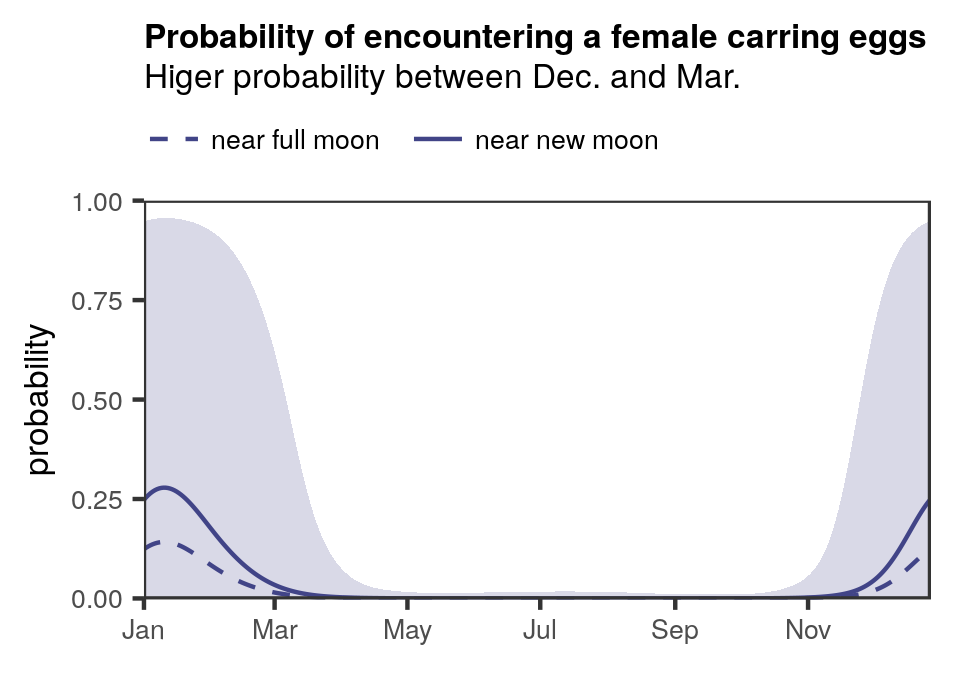 Probability of encountering a female carring eggs
Higer probability between Dec. and Mar.
near full moon near new moon
1.00
0.75
0.50
0.25
0.00
probability
Jan Mar May Jul Sep Nov